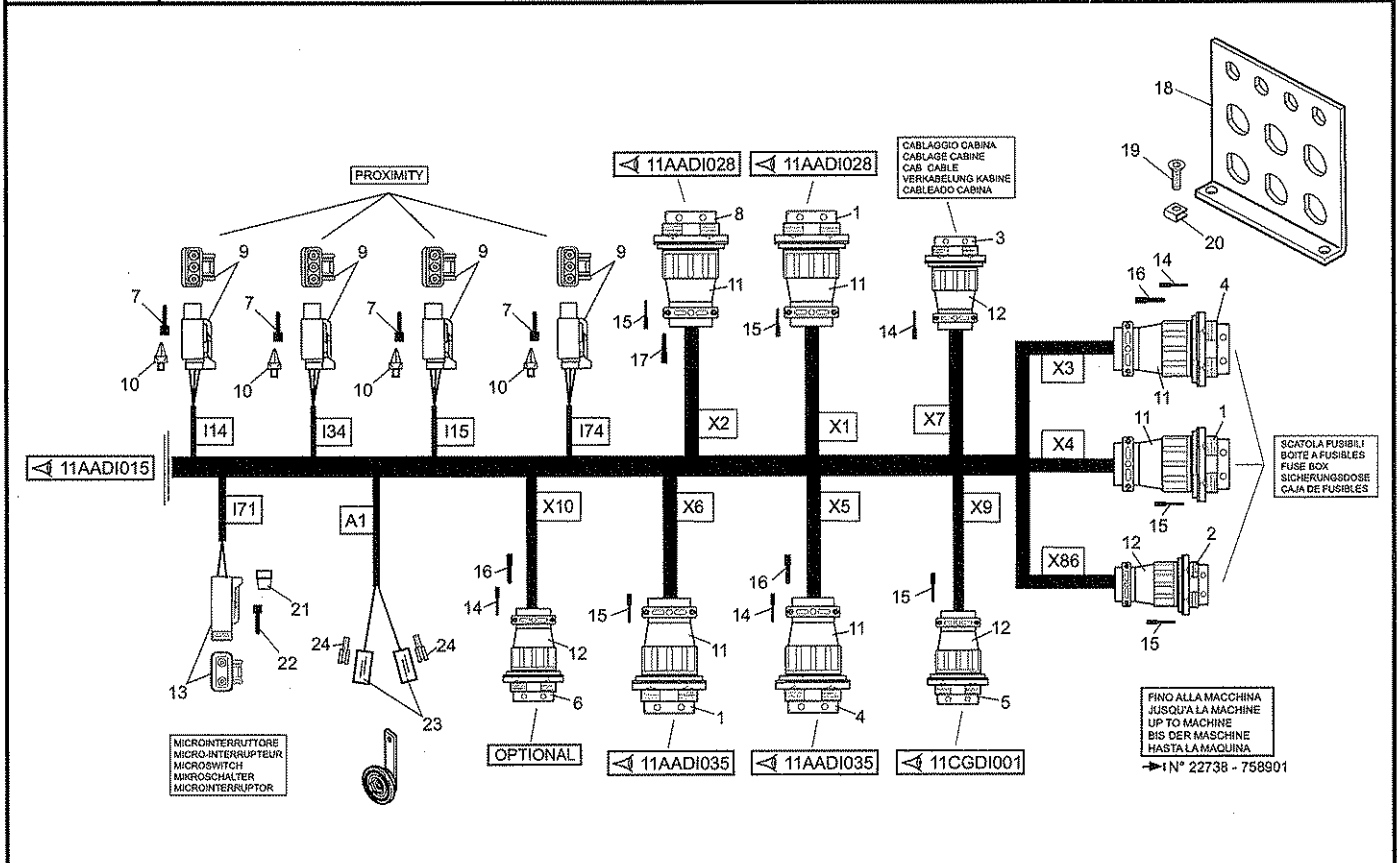 18
19
20
CABLAGGIO CABINA
CABLAGE CABINE
CAB CABLE
VERKABELUNG KABINE
CABLEADO CABINA
11AADI028
11AADI028
PROXIMITY
8
1
3
9
9
9
9
7
7
7
7
10
10
10
10
11
11
12
15
15
14
17
14
16
4
11
11
1
15
12
2
15
SCATOLA FUSIBILI
BOITE A FUSIBLES
FUSE BOX
SICHERUNGSDOSE
CAJA DE FUSIBLES
I14
I34
I15
I74
X2
X1
X7
X3
X4
X86
11AADI015
I71
A1
X10
X6
X5
X9
21
22
13
24
24
23
16
14
12
6
15
11
1
16
14
11
4
15
12
5
MICROINTERRUTTORE
MICRO-INTERRUPTEUR
MICROSWITCH
MIKROSCHALTER
MICROINTERRUPTOR
OPTIONAL
11AADI035
11AADI035
11CGDI001
FINO ALLA MACCHINA
JUSQU'A LA MACHINE
UP TO MACHINE
BIS DER MASCHINE
HASTA LA MAQUINA
N° 22738 - 758901